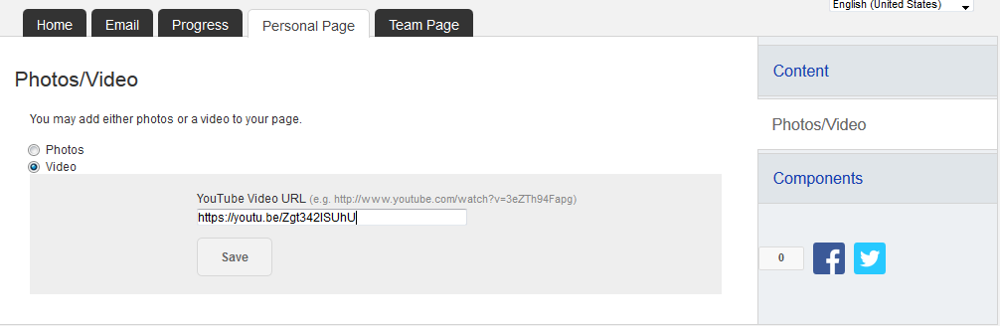 English (United States)
Home Email Progress Personal Page Team Page
Photos/Video
You may add either photos or a video to your page.
Photos
Video
YouTube Video URL (e.g. http://www.youtube.com/watch?v=3eZTh94Fapg)
https://youtu.be/Zgt342ISUhU
Save
Content
Photos/Video
Components
0